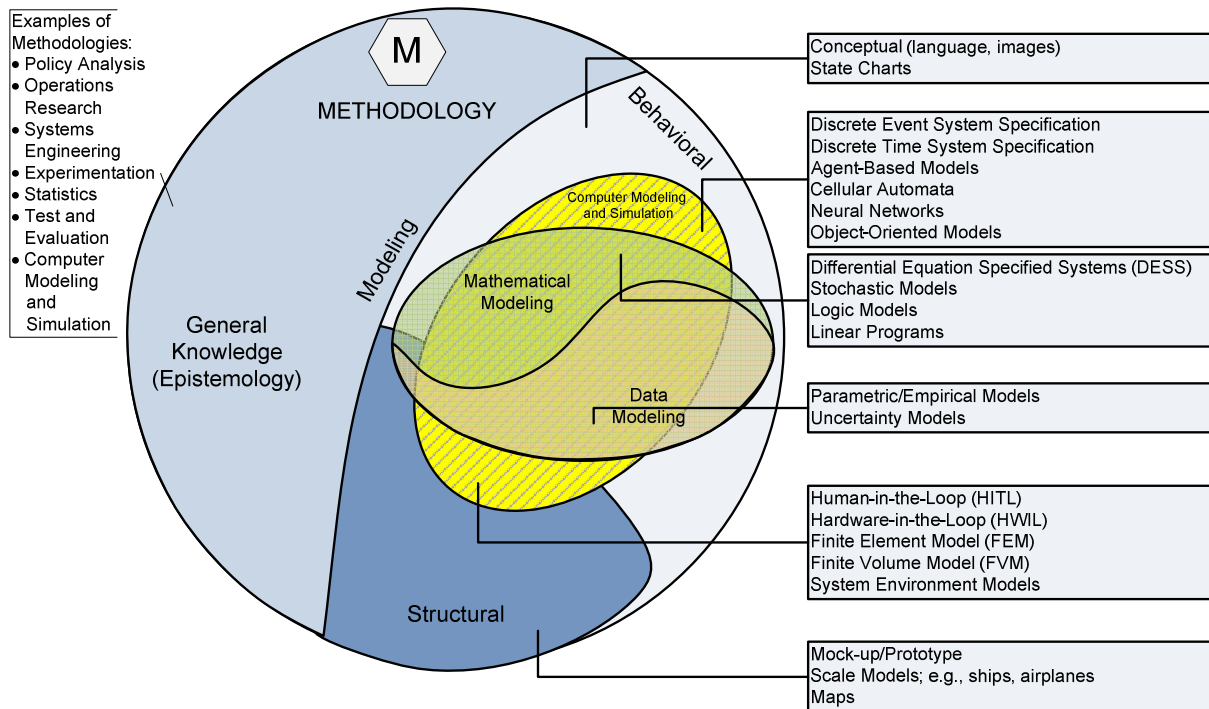 Examples of
Methodologies:
• Policy Analysis
• Operations
Research
• Systems
Engineering
• Experimentation
• Statistics
• Test and
Evaluation
• Computer
Modeling
and
Simulation
M
METHODOLOGY
General
Knowledge
(Epistemology)
Modeling
Behavioral
Computer Modeling
and Simulation
Mathematical
Modeling
Data
Modeling
Structural
Conceptual (language, images)
State Charts
Discrete Event System Specification
Discrete Time System Specification
Agent-Based Models
Cellular Automata
Neural Networks
Object-Oriented Models
Differential Equation Specified Systems (DESS)
Stochastic Models
Logic Models
Linear Programs
Parametric/Empirical Models
Uncertainty Models
Human-in-the-Loop (HITL)
Hardware-in-the-Loop (HWIL)
Finite Element Model (FEM)
Finite Volume Model (FVM)
System Environment Models
Mock-up/Prototype
Scale Models; e.g., ships, airplanes
Maps